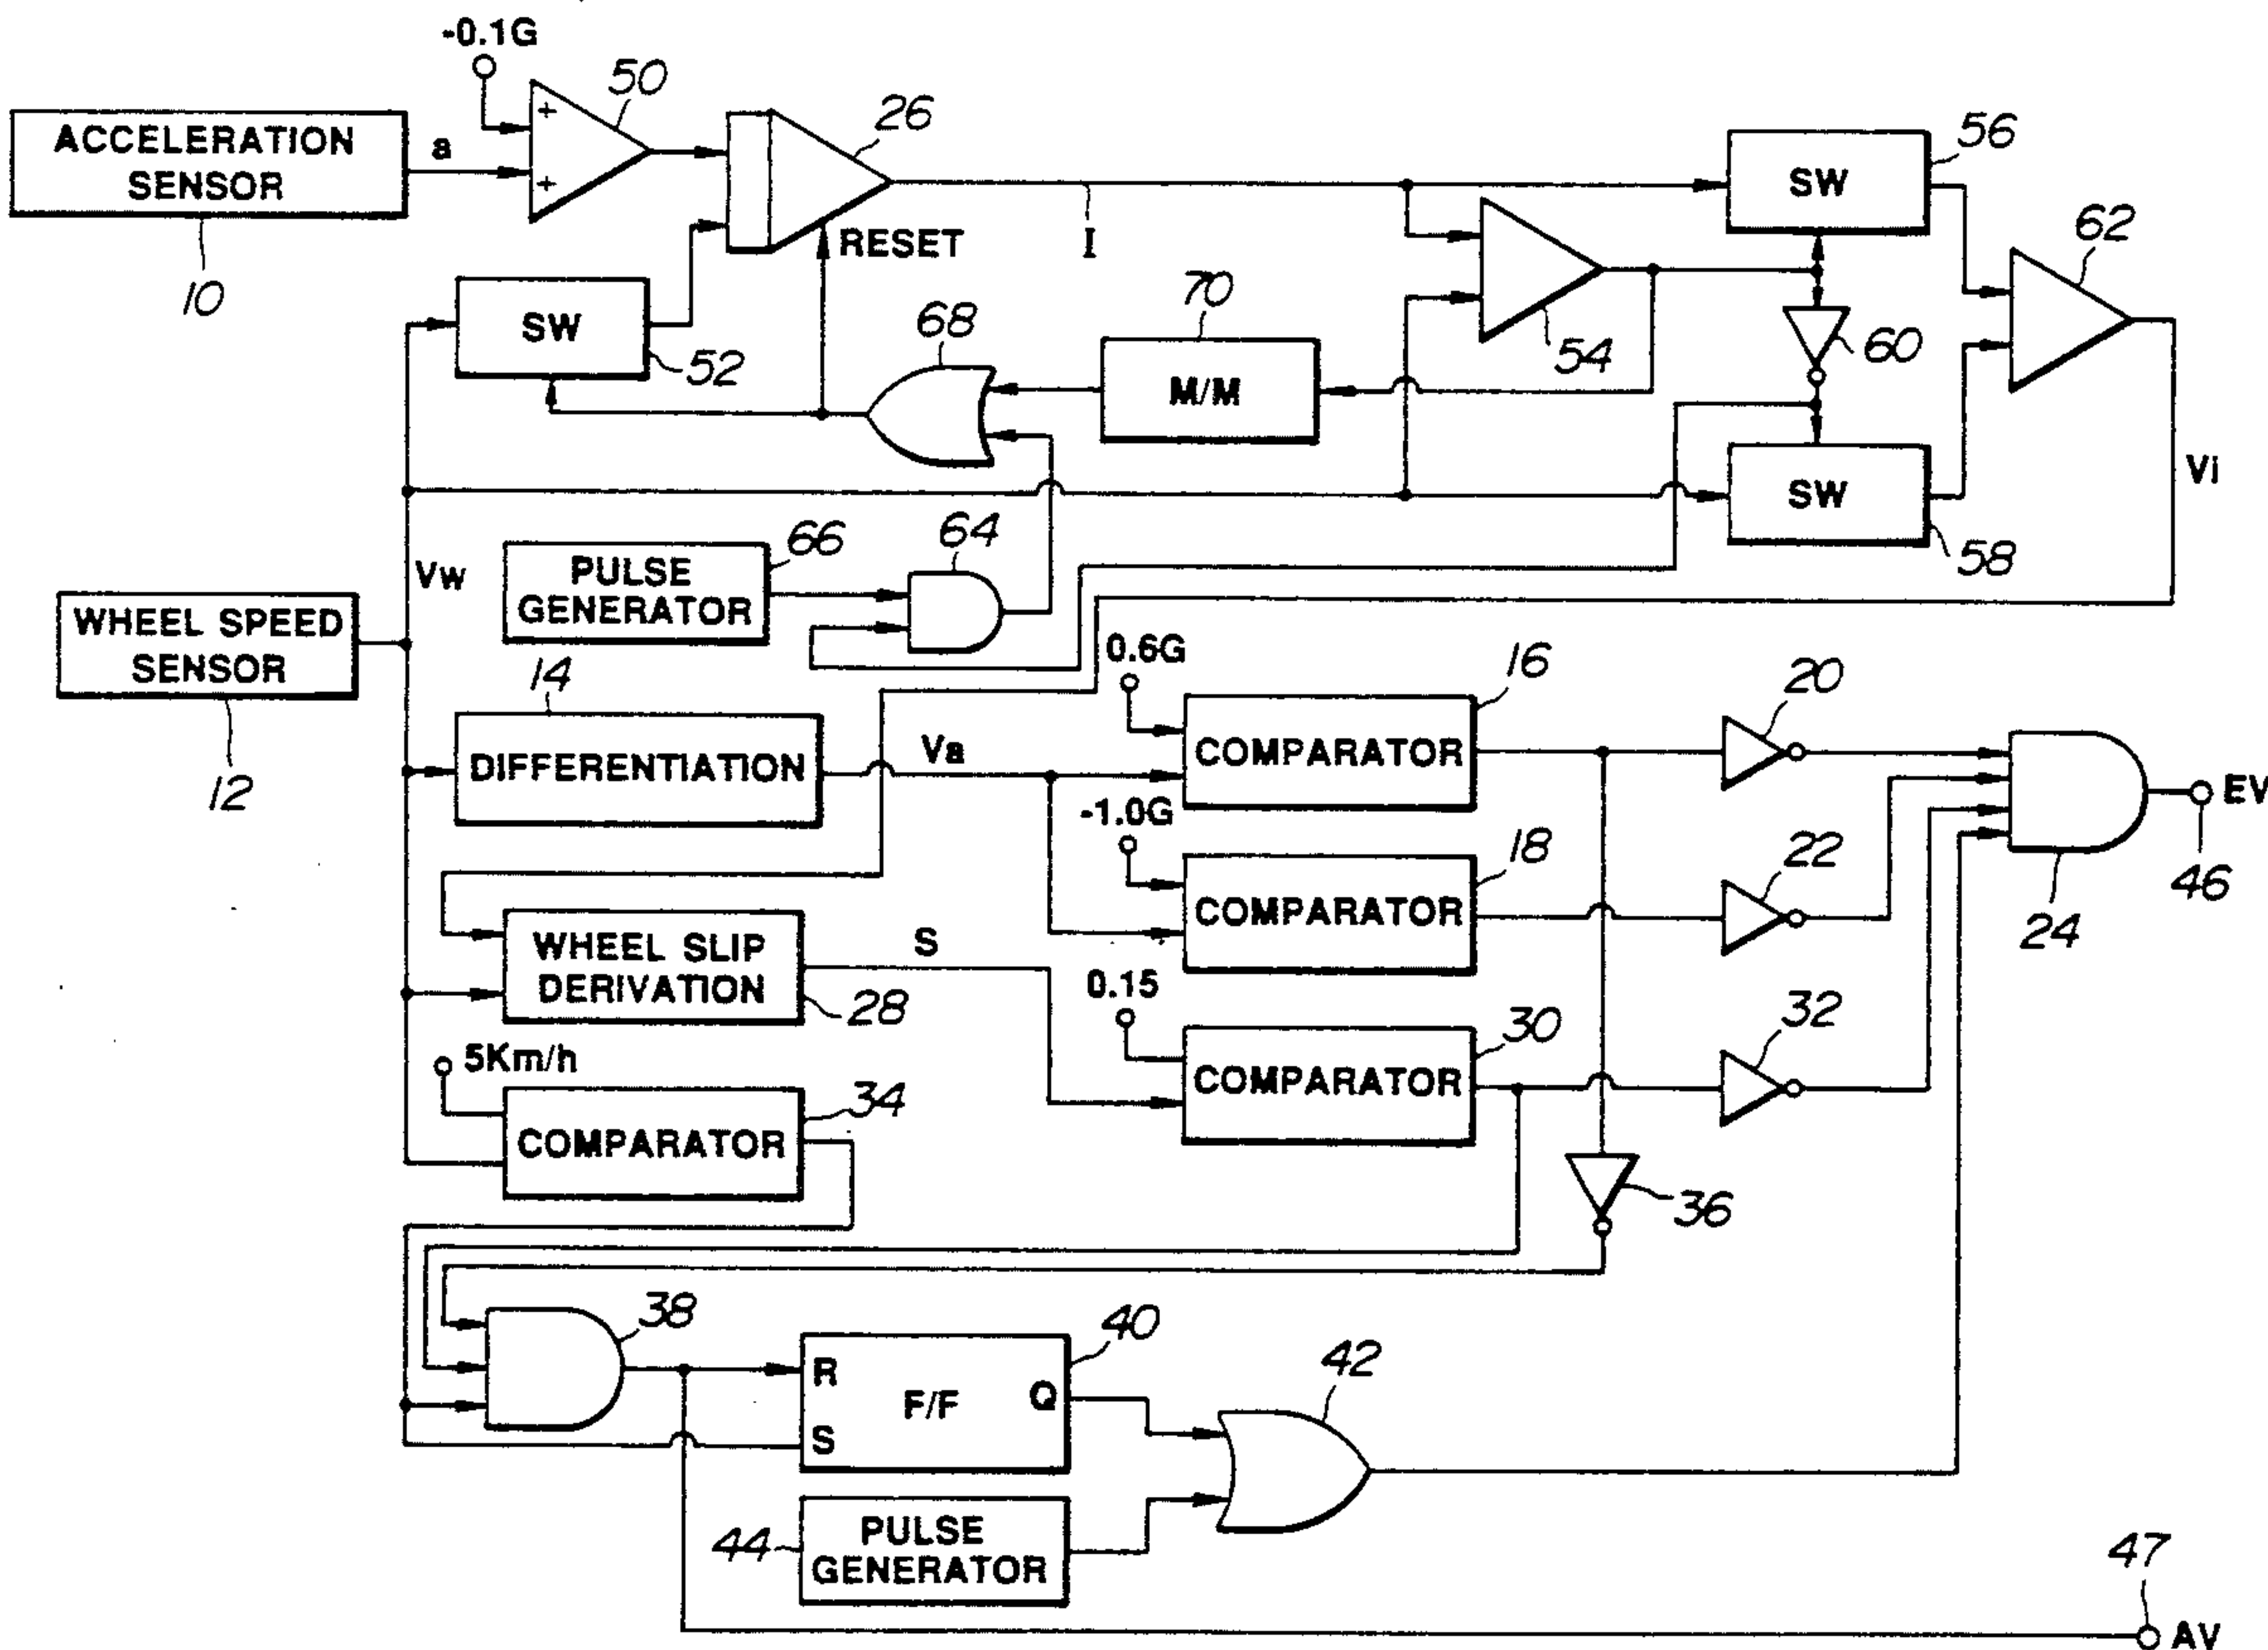 -0.1G
50
26
ACCELERATION
SENSOR
a
+
+
10
RESET
I
56
SW
62
SW
52
68
70
M/M
54
60
SW
58
Vi
Vw
66
64
PULSE
GENERATOR
WHEEL SPEED
SENSOR
12
14
DIFFERENTIATION
Va
0.6G
16
COMPARATOR
20
-1.0G
18
COMPARATOR
22
24
EV
46
WHEEL SLIP
DERIVATION
28
S
0.15
30
COMPARATOR
32
5Km/h
34
COMPARATOR
36
38
40
R
F/F
Q
S
42
44
PULSE
GENERATOR
47
AV